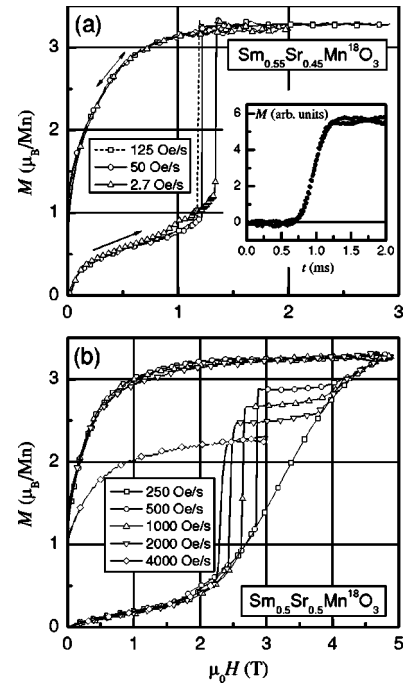 (a)
Sm0.55Sr0.45Mn18O3
M (μB/Mn)
3
2
1
0
125 Oe/s
50 Oe/s
2.7 Oe/s
M (arb. units)
6
4
2
0
0.0 0.5 1.0 1.5 2.0
t (ms)
0 1 2 3
(b)
M (μB/Mn)
3
2
1
0
250 Oe/s
500 Oe/s
1000 Oe/s
2000 Oe/s
4000 Oe/s
Sm0.5Sr0.5Mn18O3
0 1 2 3 4 5
μ0H (T)